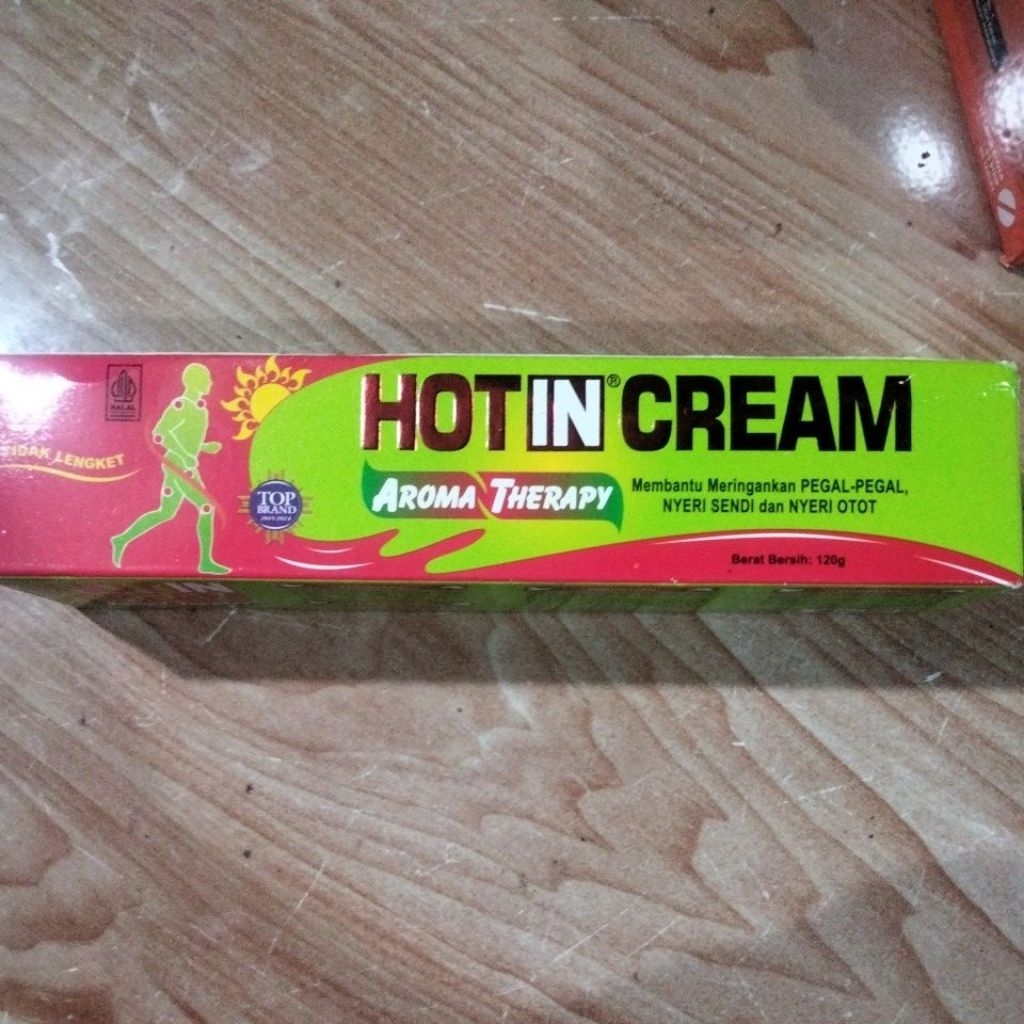 HALAL
TIDAK LENGKET
TOP
BRAND
HOT IN® CREAM
AROMA THERAPY
Membantu Meringankan PEGAL-PEGAL,
NYERI SENDI dan NYERI OTOT
Berat Bersih: 120g